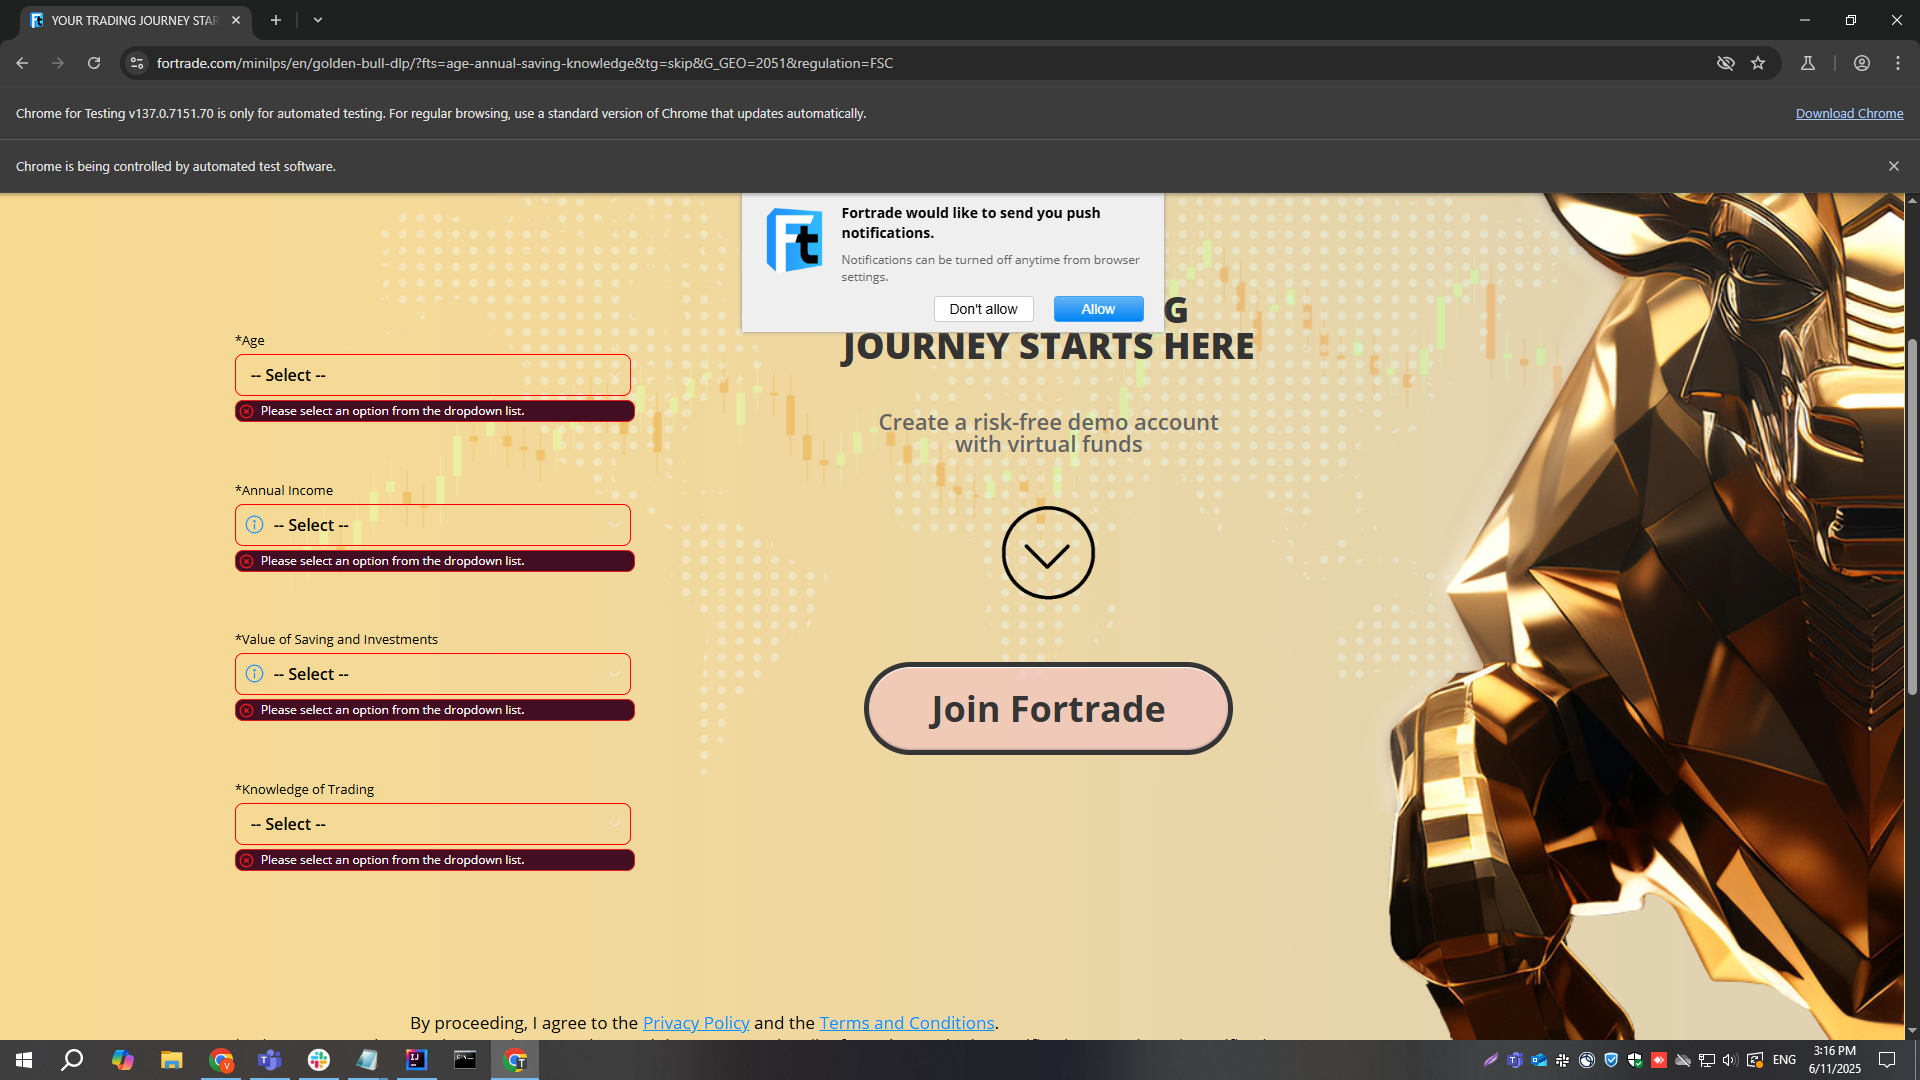 YOUR TRADING JOURNEY STAR
fortrade.com/minilps/en/golden-bull-dlp/?fts=age-annual-saving-knowledge&tg=skip&G_GEO=2051&regulation=FSC
Chrome for Testing v137.0.7151.70 is only for automated testing. For regular browsing, use a standard version of Chrome that updates automatically.
Download Chrome
Chrome is being controlled by automated test software.
Ft
Fortrade would like to send you push
notifications.
Notifications can be turned off anytime from browser
settings.
Don't allow
Allow
G
JOURNEY STARTS HERE
Create a risk-free demo account
with virtual funds
Join Fortrade
*Age
-- Select --
Please select an option from the dropdown list.
*Annual Income
-- Select --
Please select an option from the dropdown list.
*Value of Saving and Investments
-- Select --
Please select an option from the dropdown list.
*Knowledge of Trading
-- Select --
Please select an option from the dropdown list.
By proceeding, I agree to the Privacy Policy and the Terms and Conditions.
ENG
3:16 PM
6/11/2025